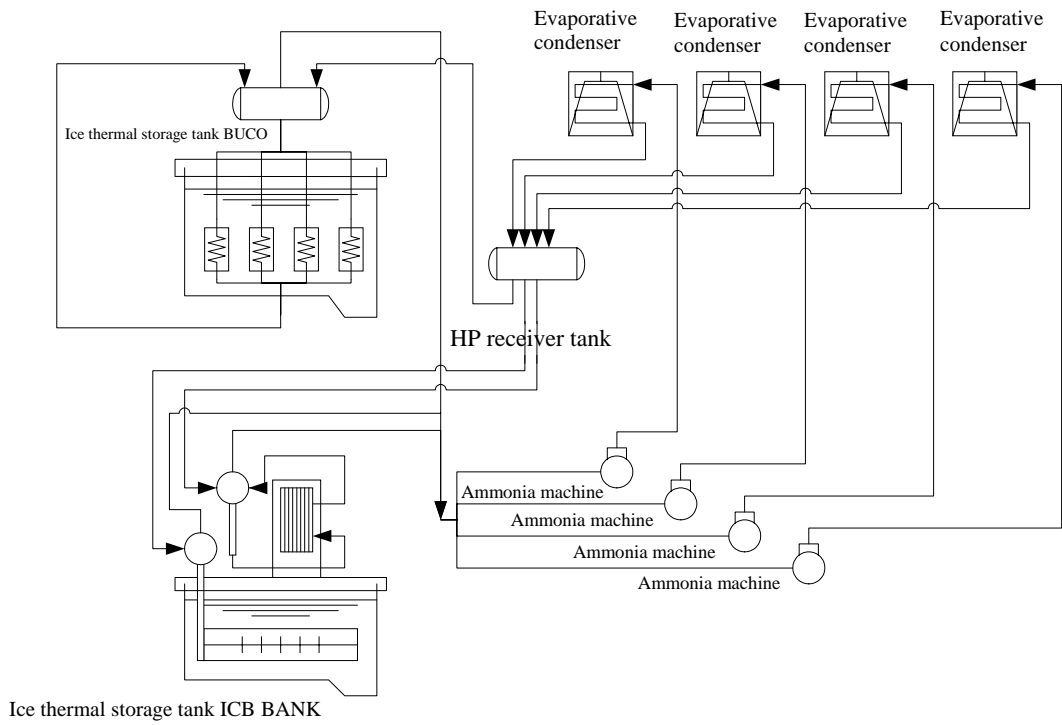 Evaporative
condenser
Evaporative
condenser
Evaporative
condenser
Evaporative
condenser
Ice thermal storage tank BUCO
HP receiver tank
Ammonia machine
Ammonia machine
Ammonia machine
Ammonia machine
Ice thermal storage tank ICB BANK